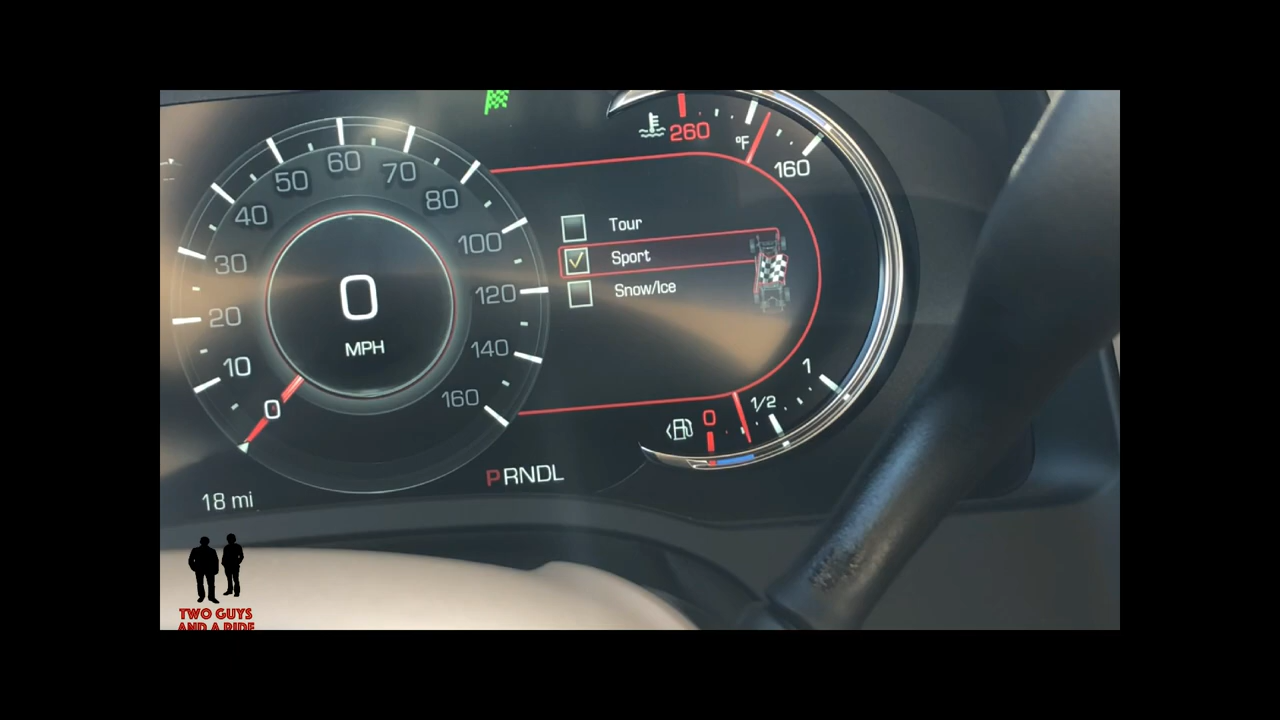 260
°F
160
10
20
30
40
50
60
70
80
100
120
140
160
0
0
MPH
Tour
Sport
Snow/Ice
1
1/2
0
PRNDL
18 mi
TWO GUYS
AND A RIDE